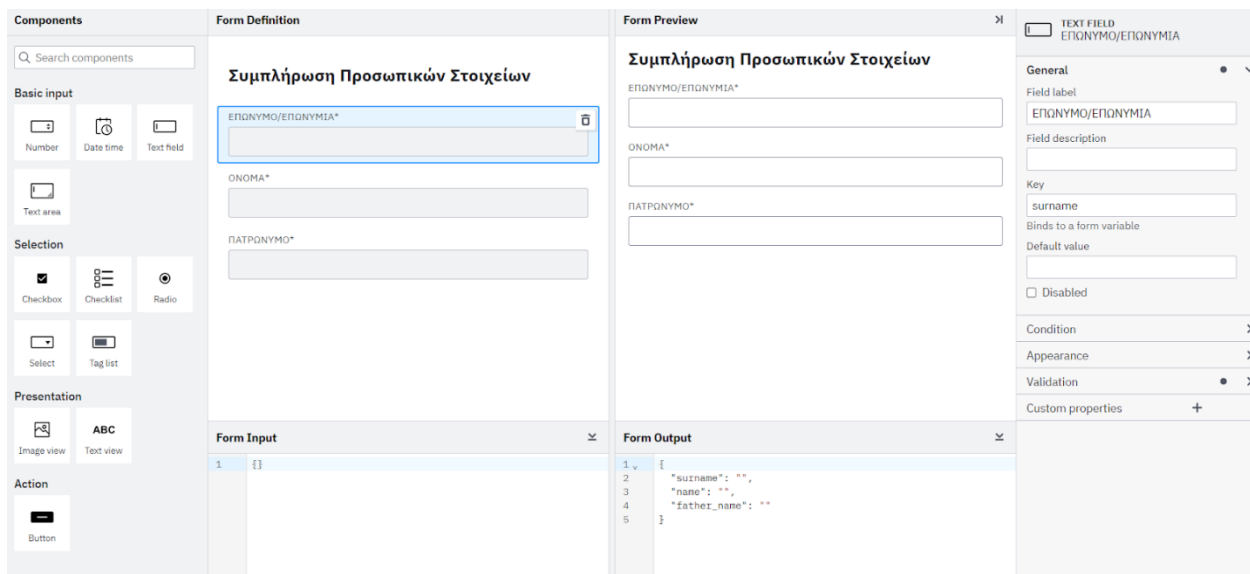 Components
Search components
Basic input
Number
Date time
Text field
Text area
Selection
Checkbox
Checklist
Radio
Select
Tag list
Presentation
Image view
ABC
Text view
Action
Button
Form Definition
Συμπλήρωση Προσωπικών Στοιχείων
ΕΠΩΝΥΜΟ/ΕΠΩΝΥΜΙΑ*
ΟΝΟΜΑ*
ΠΑΤΡΩΝΥΜΟ*
Form Input
1 {}
Form Preview
Συμπλήρωση Προσωπικών Στοιχείων
ΕΠΩΝΥΜΟ/ΕΠΩΝΥΜΙΑ*
ΟΝΟΜΑ*
ΠΑΤΡΩΝΥΜΟ*
Form Output
1 {
2 "surname": "",
3 "name": "",
4 "father_name": ""
5 }
TEXT FIELD
ΕΠΩΝΥΜΟ/ΕΠΩΝΥΜΙΑ
General
Field label
ΕΠΩΝΥΜΟ/ΕΠΩΝΥΜΙΑ
Field description
Key
surname
Binds to a form variable
Default value
Disabled
Condition
Appearance
Validation
Custom properties +